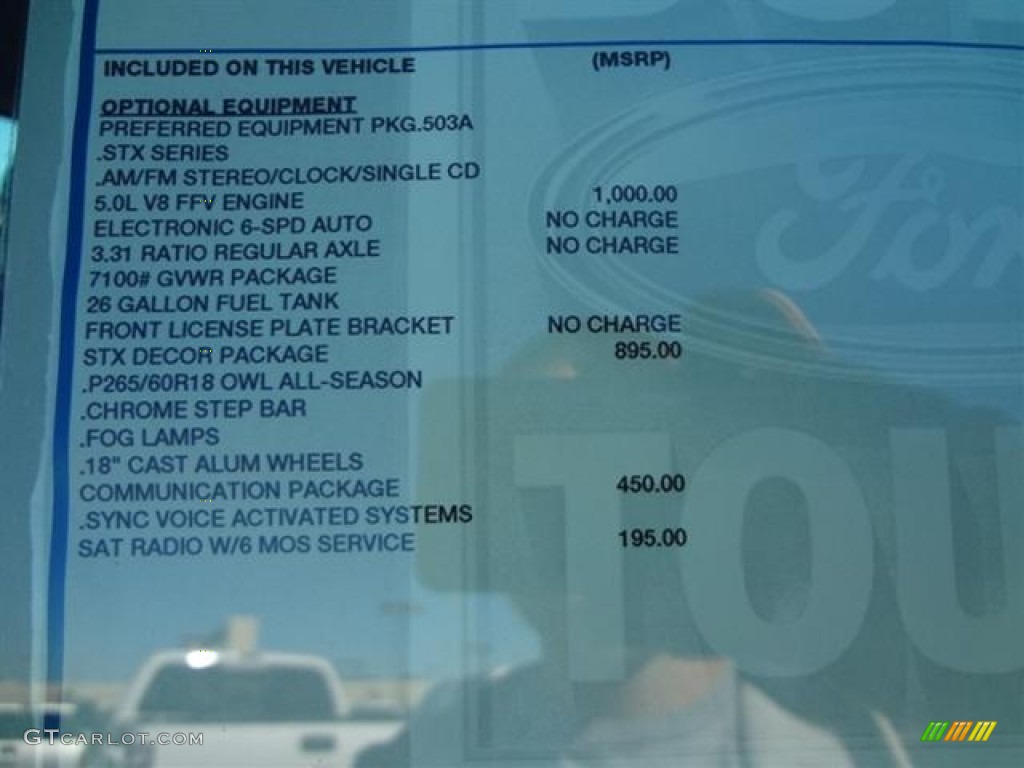 INCLUDED ON THIS VEHICLE (MSRP)
OPTIONAL EQUIPMENT
PREFERRED EQUIPMENT PKG.503A
.STX SERIES
.AM/FM STEREO/CLOCK/SINGLE CD
5.0L V8 FFV ENGINE 1,000.00
ELECTRONIC 6-SPD AUTO NO CHARGE
3.31 RATIO REGULAR AXLE NO CHARGE
7100# GVWR PACKAGE
26 GALLON FUEL TANK
FRONT LICENSE PLATE BRACKET NO CHARGE
STX DECOR PACKAGE 895.00
.P265/60R18 OWL ALL-SEASON
.CHROME STEP BAR
.FOG LAMPS
.18" CAST ALUM WHEELS
COMMUNICATION PACKAGE 450.00
.SYNC VOICE ACTIVATED SYSTEMS
SAT RADIO W/6 MOS SERVICE 195.00
Ford
TOU
GTCARLOT.COM